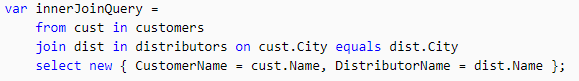 var innerJoinQuery =
    from cust in customers
    join dist in distributors on cust.City equals dist.City
    select new { CustomerName = cust.Name, DistributorName = dist.Name };